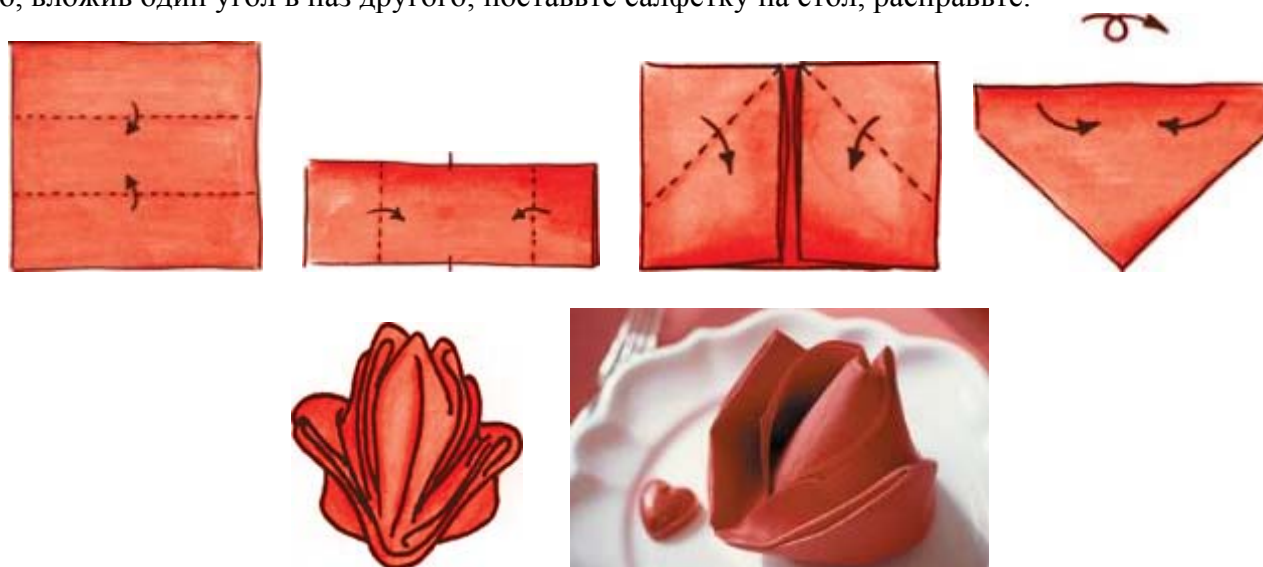 вложив один угол в паз другого, поставьте салфетку на стол, расправьте.